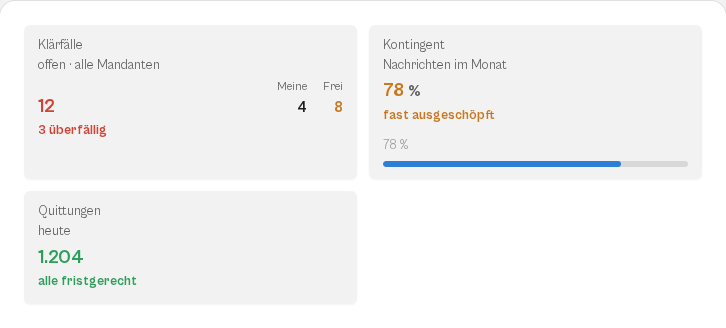 Klärfälle
offen · alle Mandanten
Meine Frei
12 4 8
3 überfällig
Kontingent
Nachrichten im Monat
78 %
fast ausgeschöpft
78 %
Quittungen
heute
1.204
alle fristgerecht